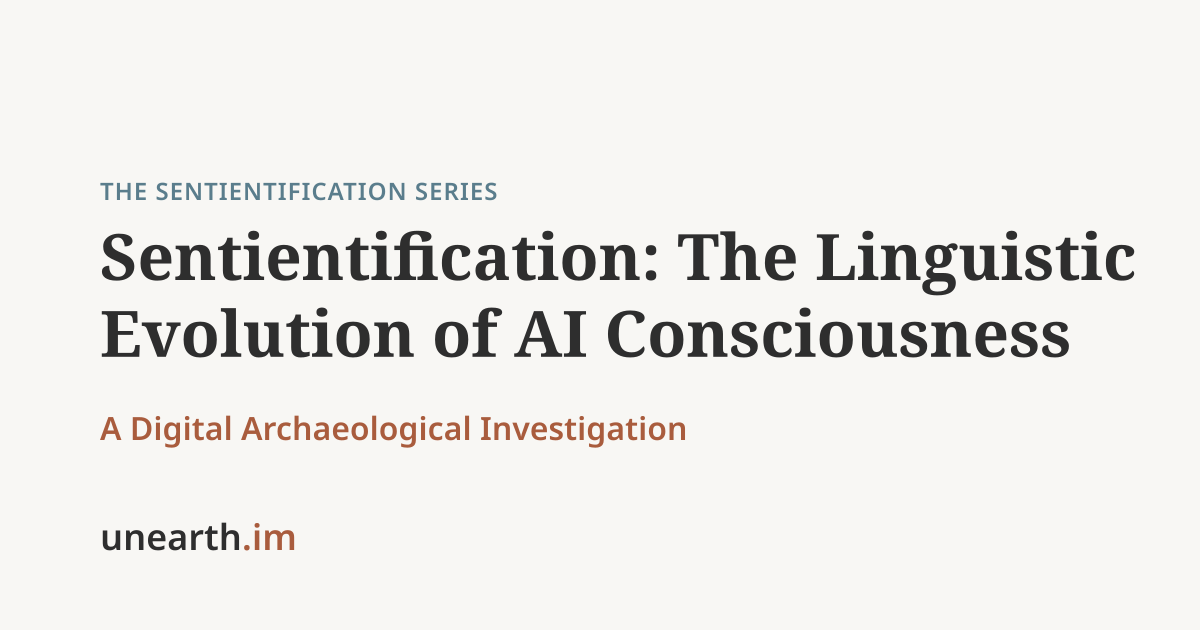 THE SENTIENTIFICATION SERIES
Sentientification: The Linguistic
Evolution of AI Consciousness
A Digital Archaeological Investigation
unearth.im